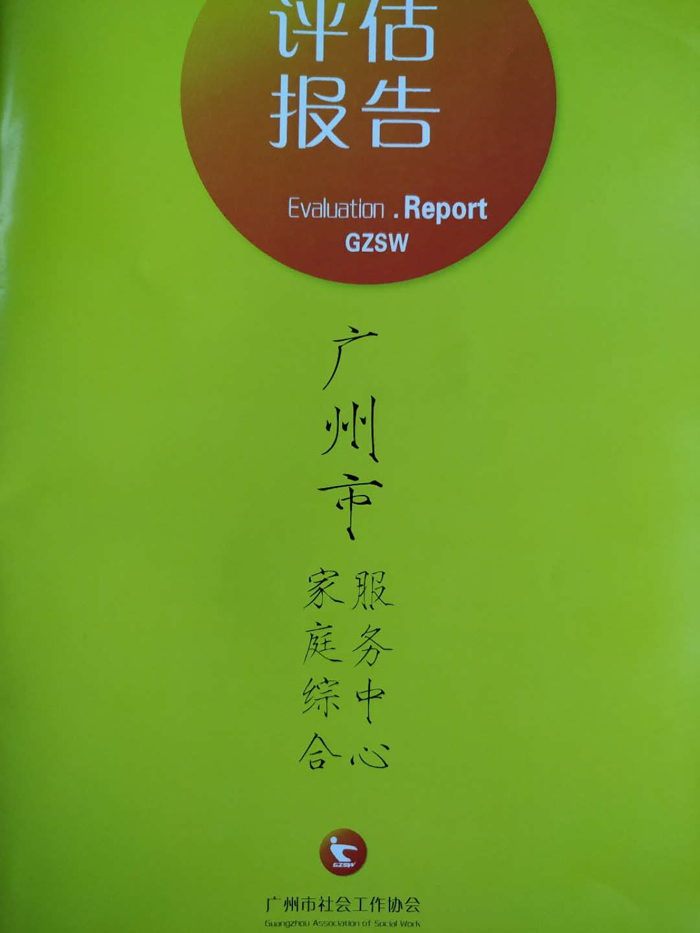 评估
报告
Evaluation . Report
GZSW
广州市
家庭综合
服务中心
GZSW
广州市社会工作协会
Guangzhou Association of Social Work